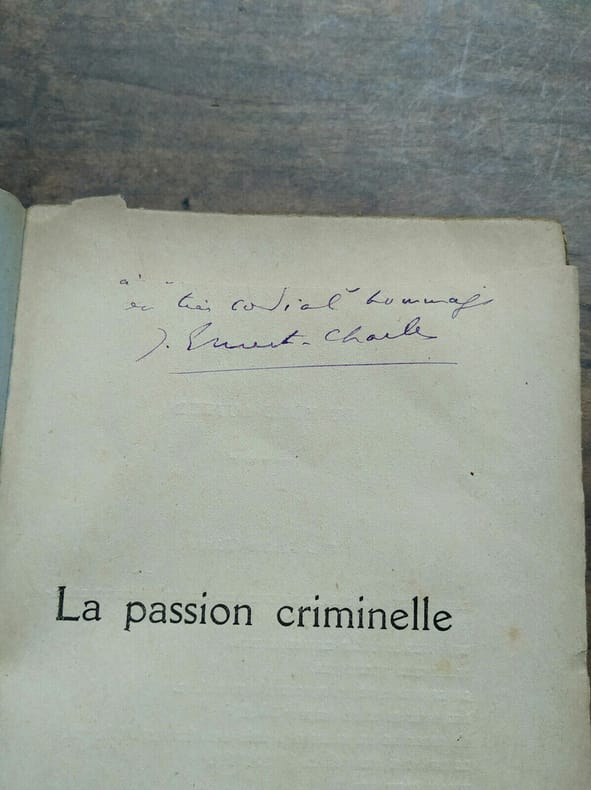 à
en très cordial hommage
J. Ernest-Charles
La passion criminelle